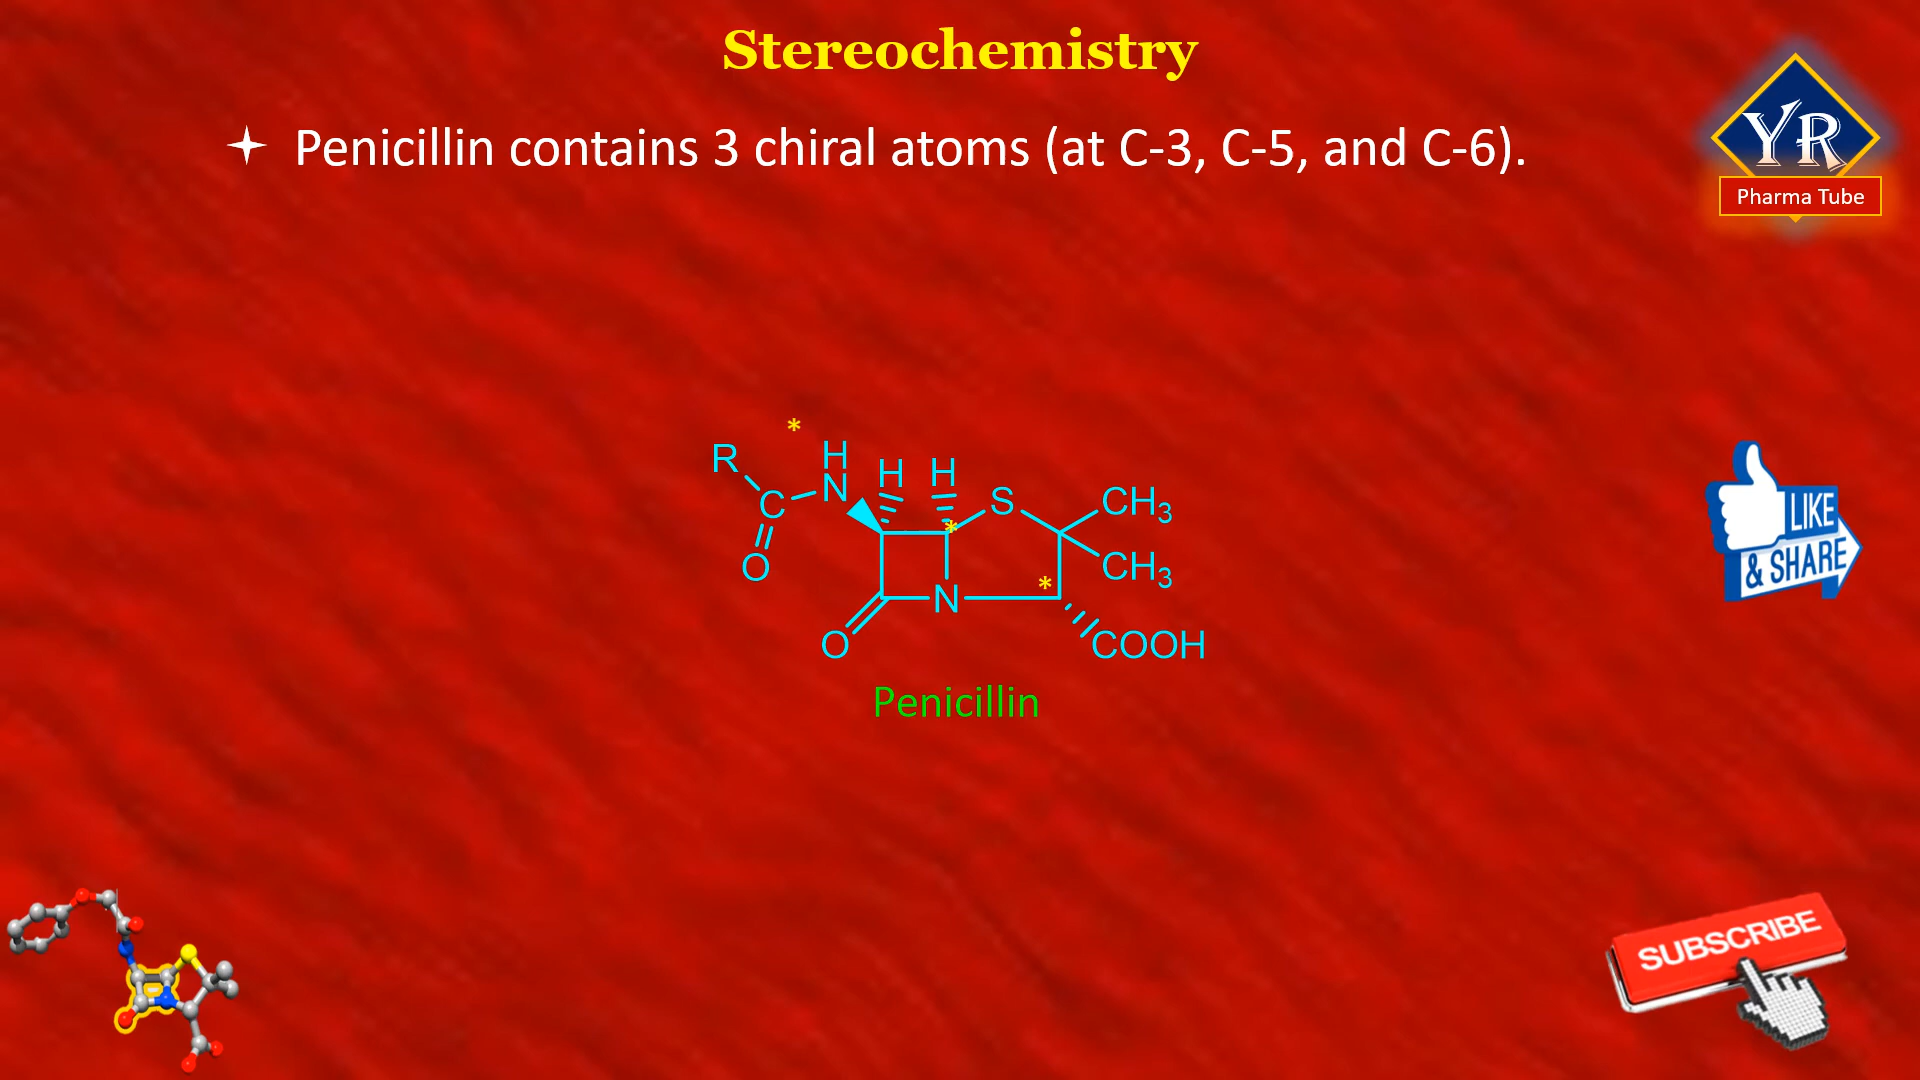 Stereochemistry
Penicillin contains 3 chiral atoms (at C-3, C-5, and C-6).
YR
Pharma Tube
*
R
H
N
H
H
C
S
CH₃
*
O
CH₃
*
N
O
COOH
Penicillin
LIKE
& SHARE
SUBSCRIBE